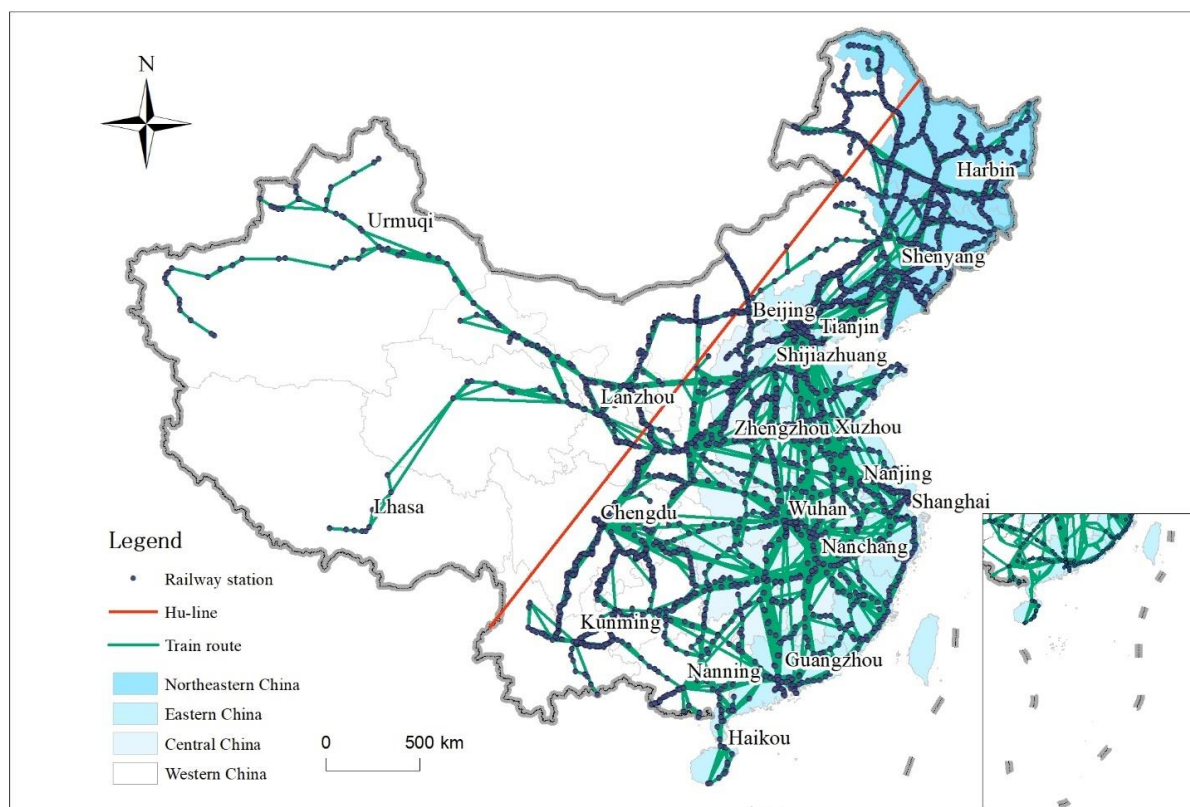 N
Harbin
Urmuqi
Shenyang
Beijing
Tianjin
Shijiazhuang
Lanzhou
Zhengzhou
Xuzhou
Nanjing
Shanghai
Lhasa
Chengdu
Wuhan
Nanchang
Kunming
Guangzhou
Nanning
Haikou
Legend
Railway station
Hu-line
Train route
Northeastern China
Eastern China
Central China
Western China
0 500 km